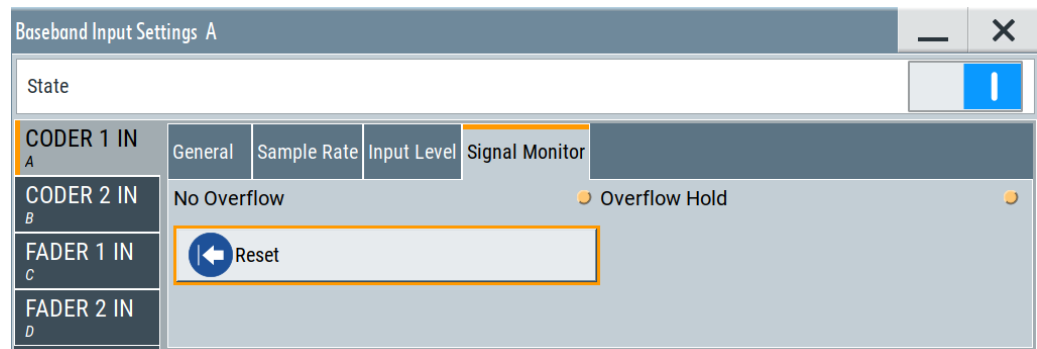 Baseband Input Settings A
State
CODER 1 IN
A
General Sample Rate Input Level Signal Monitor
CODER 2 IN
B
No Overflow Overflow Hold
FADER 1 IN
C
Reset
FADER 2 IN
D